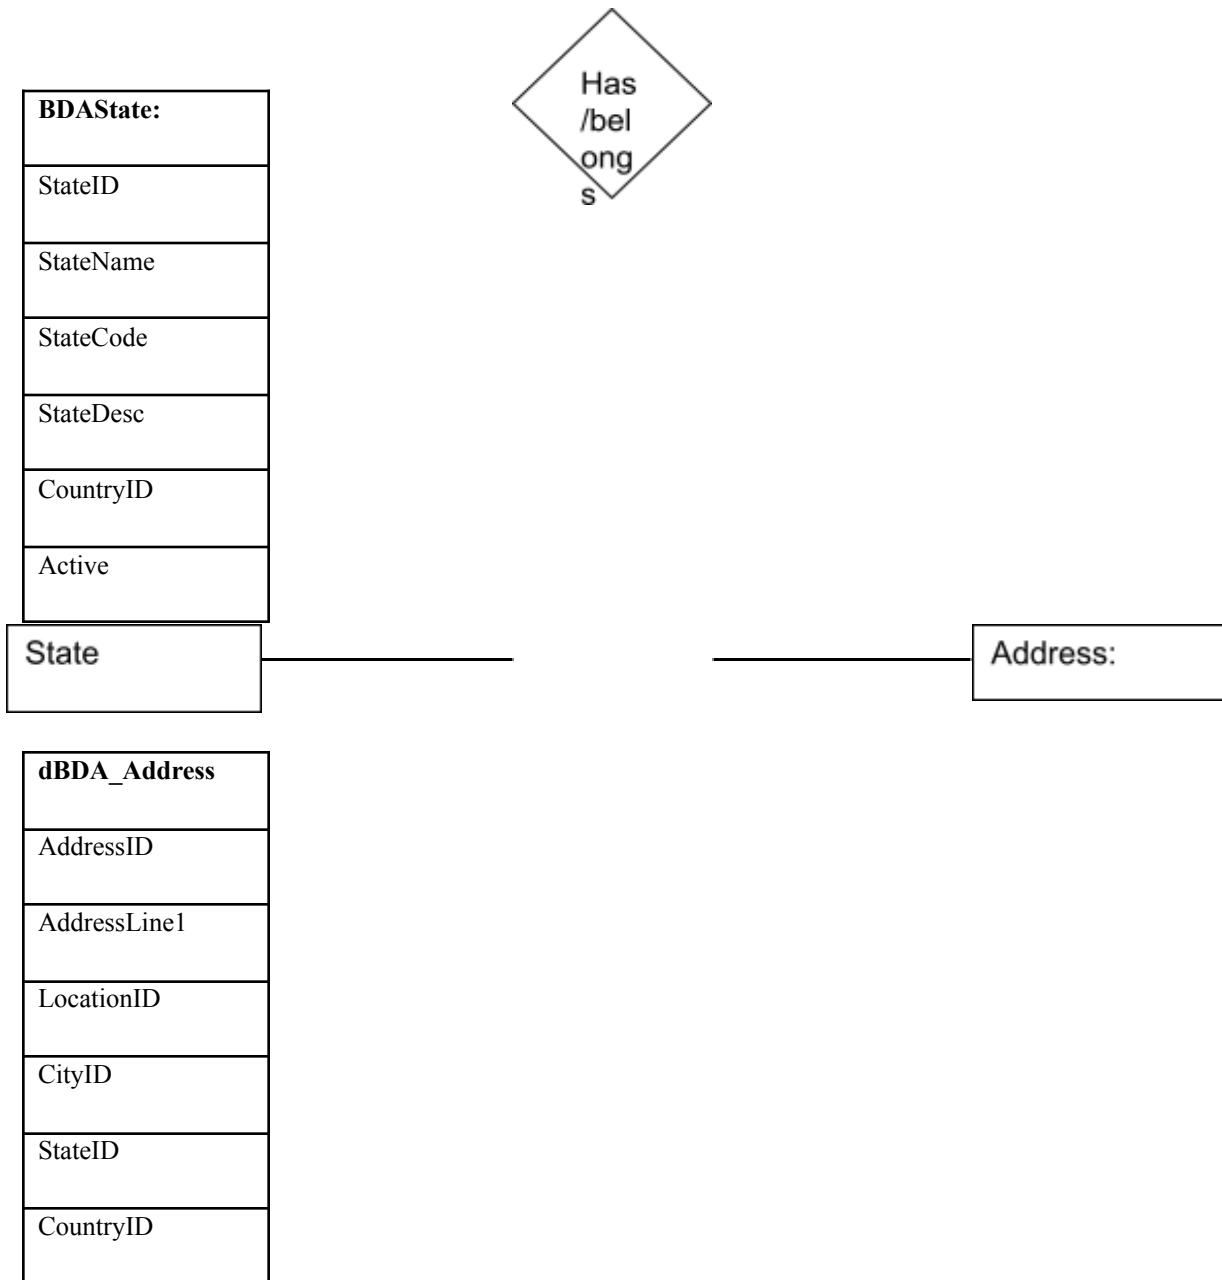 Has
/bel
ong
s
BDAState:
StateID
StateName
StateCode
StateDesc
CountryID
Active
State
Address:
dBDA_Address
AddressID
AddressLine1
LocationID
CityID
StateID
CountryID